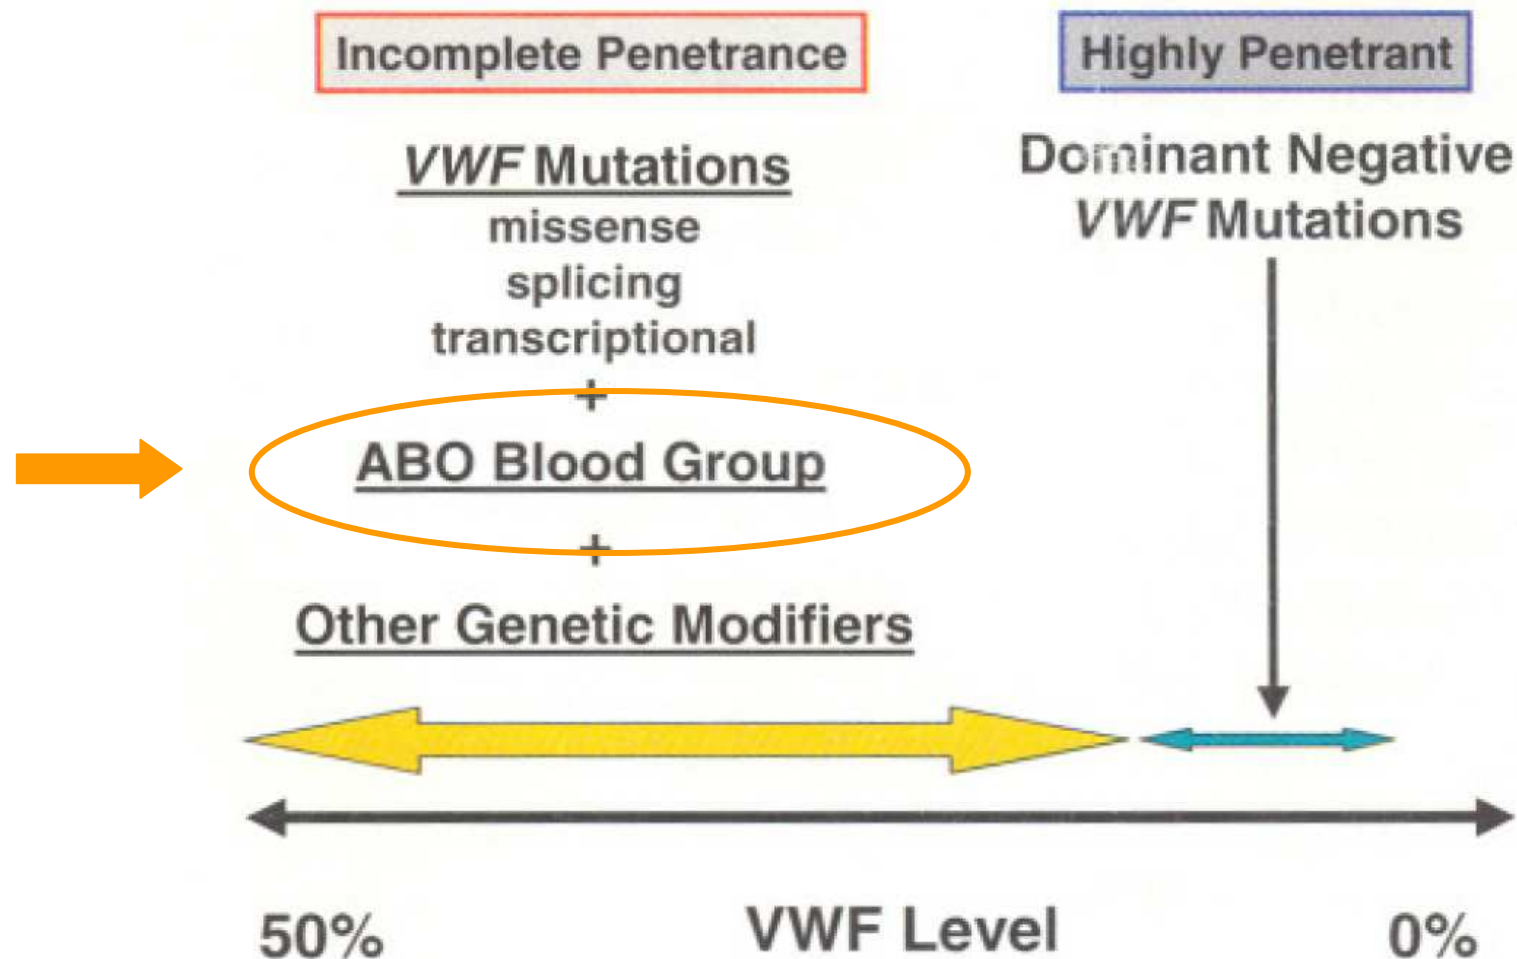 Incomplete Penetrance
VWF Mutations
missense
splicing
transcriptional
+
ABO Blood Group
+
Other Genetic Modifiers
Highly Penetrant
Dominant Negative
VWF Mutations
50%
VWF Level
0%